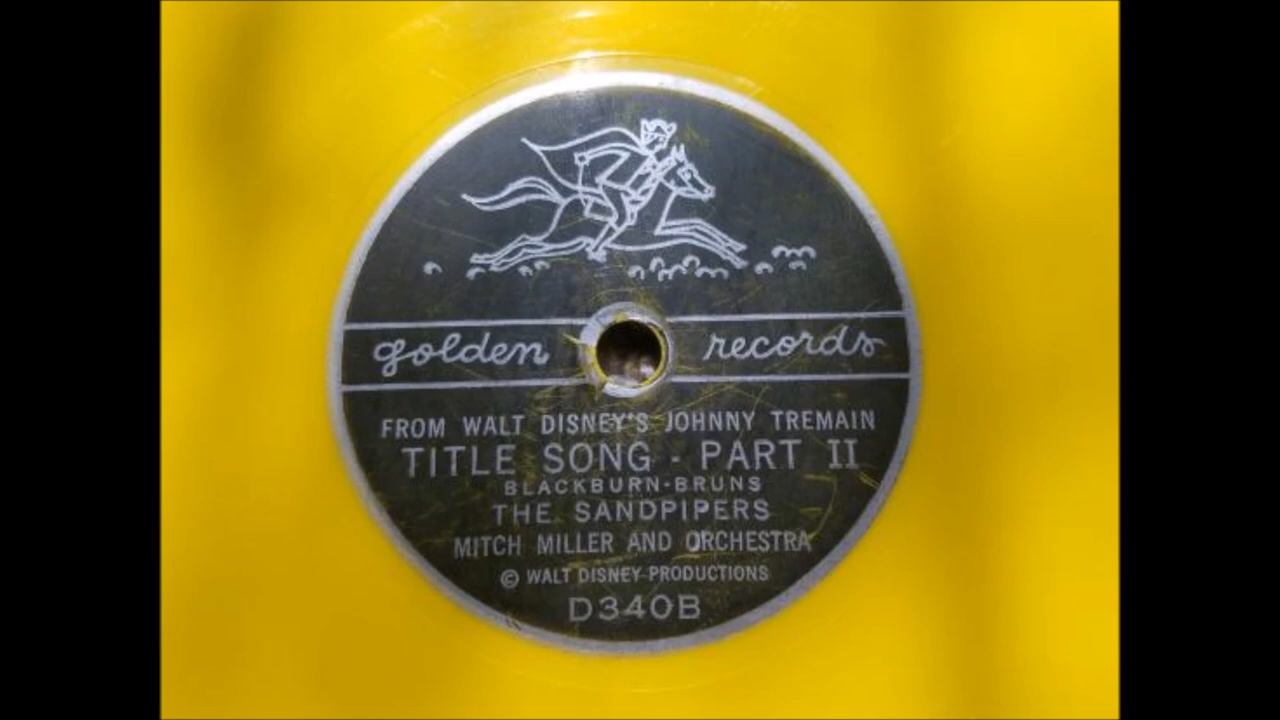 golden records
FROM WALT DISNEY'S JOHNNY TREMAIN
TITLE SONG - PART II
BLACKBURN-BRUNS
THE SANDPIPERS
MITCH MILLER AND ORCHESTRA
© WALT DISNEY PRODUCTIONS
D340B